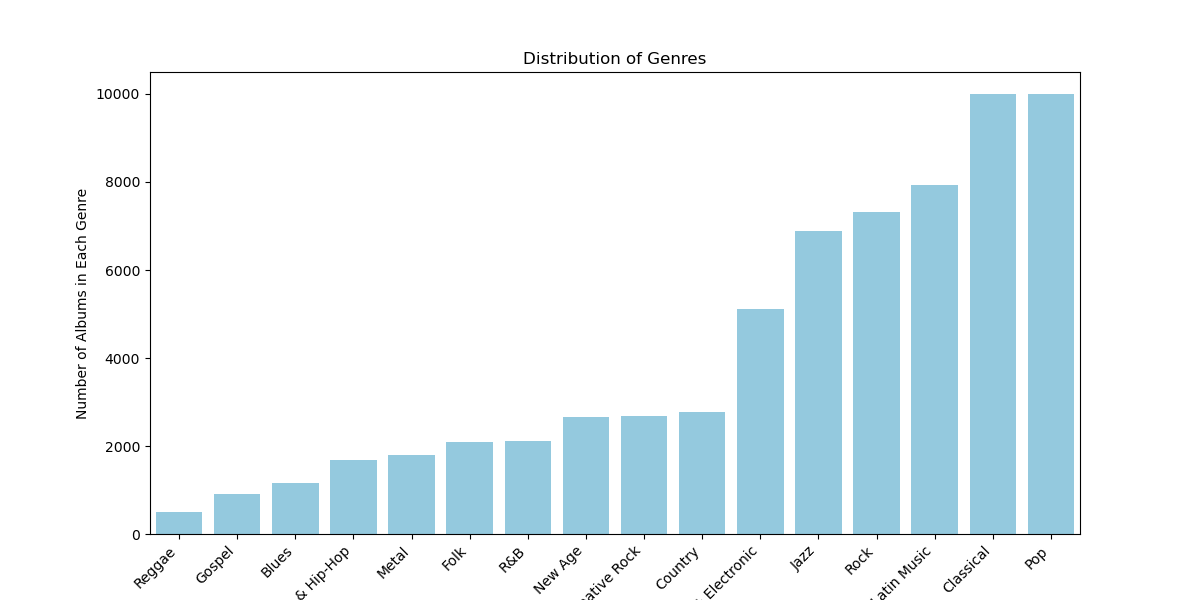 Distribution of Genres
Number of Albums in Each Genre
10000
8000
6000
4000
2000
0
Reggae
Gospel
Blues
& Hip-Hop
Metal
Folk
R&B
New Age
Rock
Country
Electronic
Jazz
Rock
Music
Classical
Pop